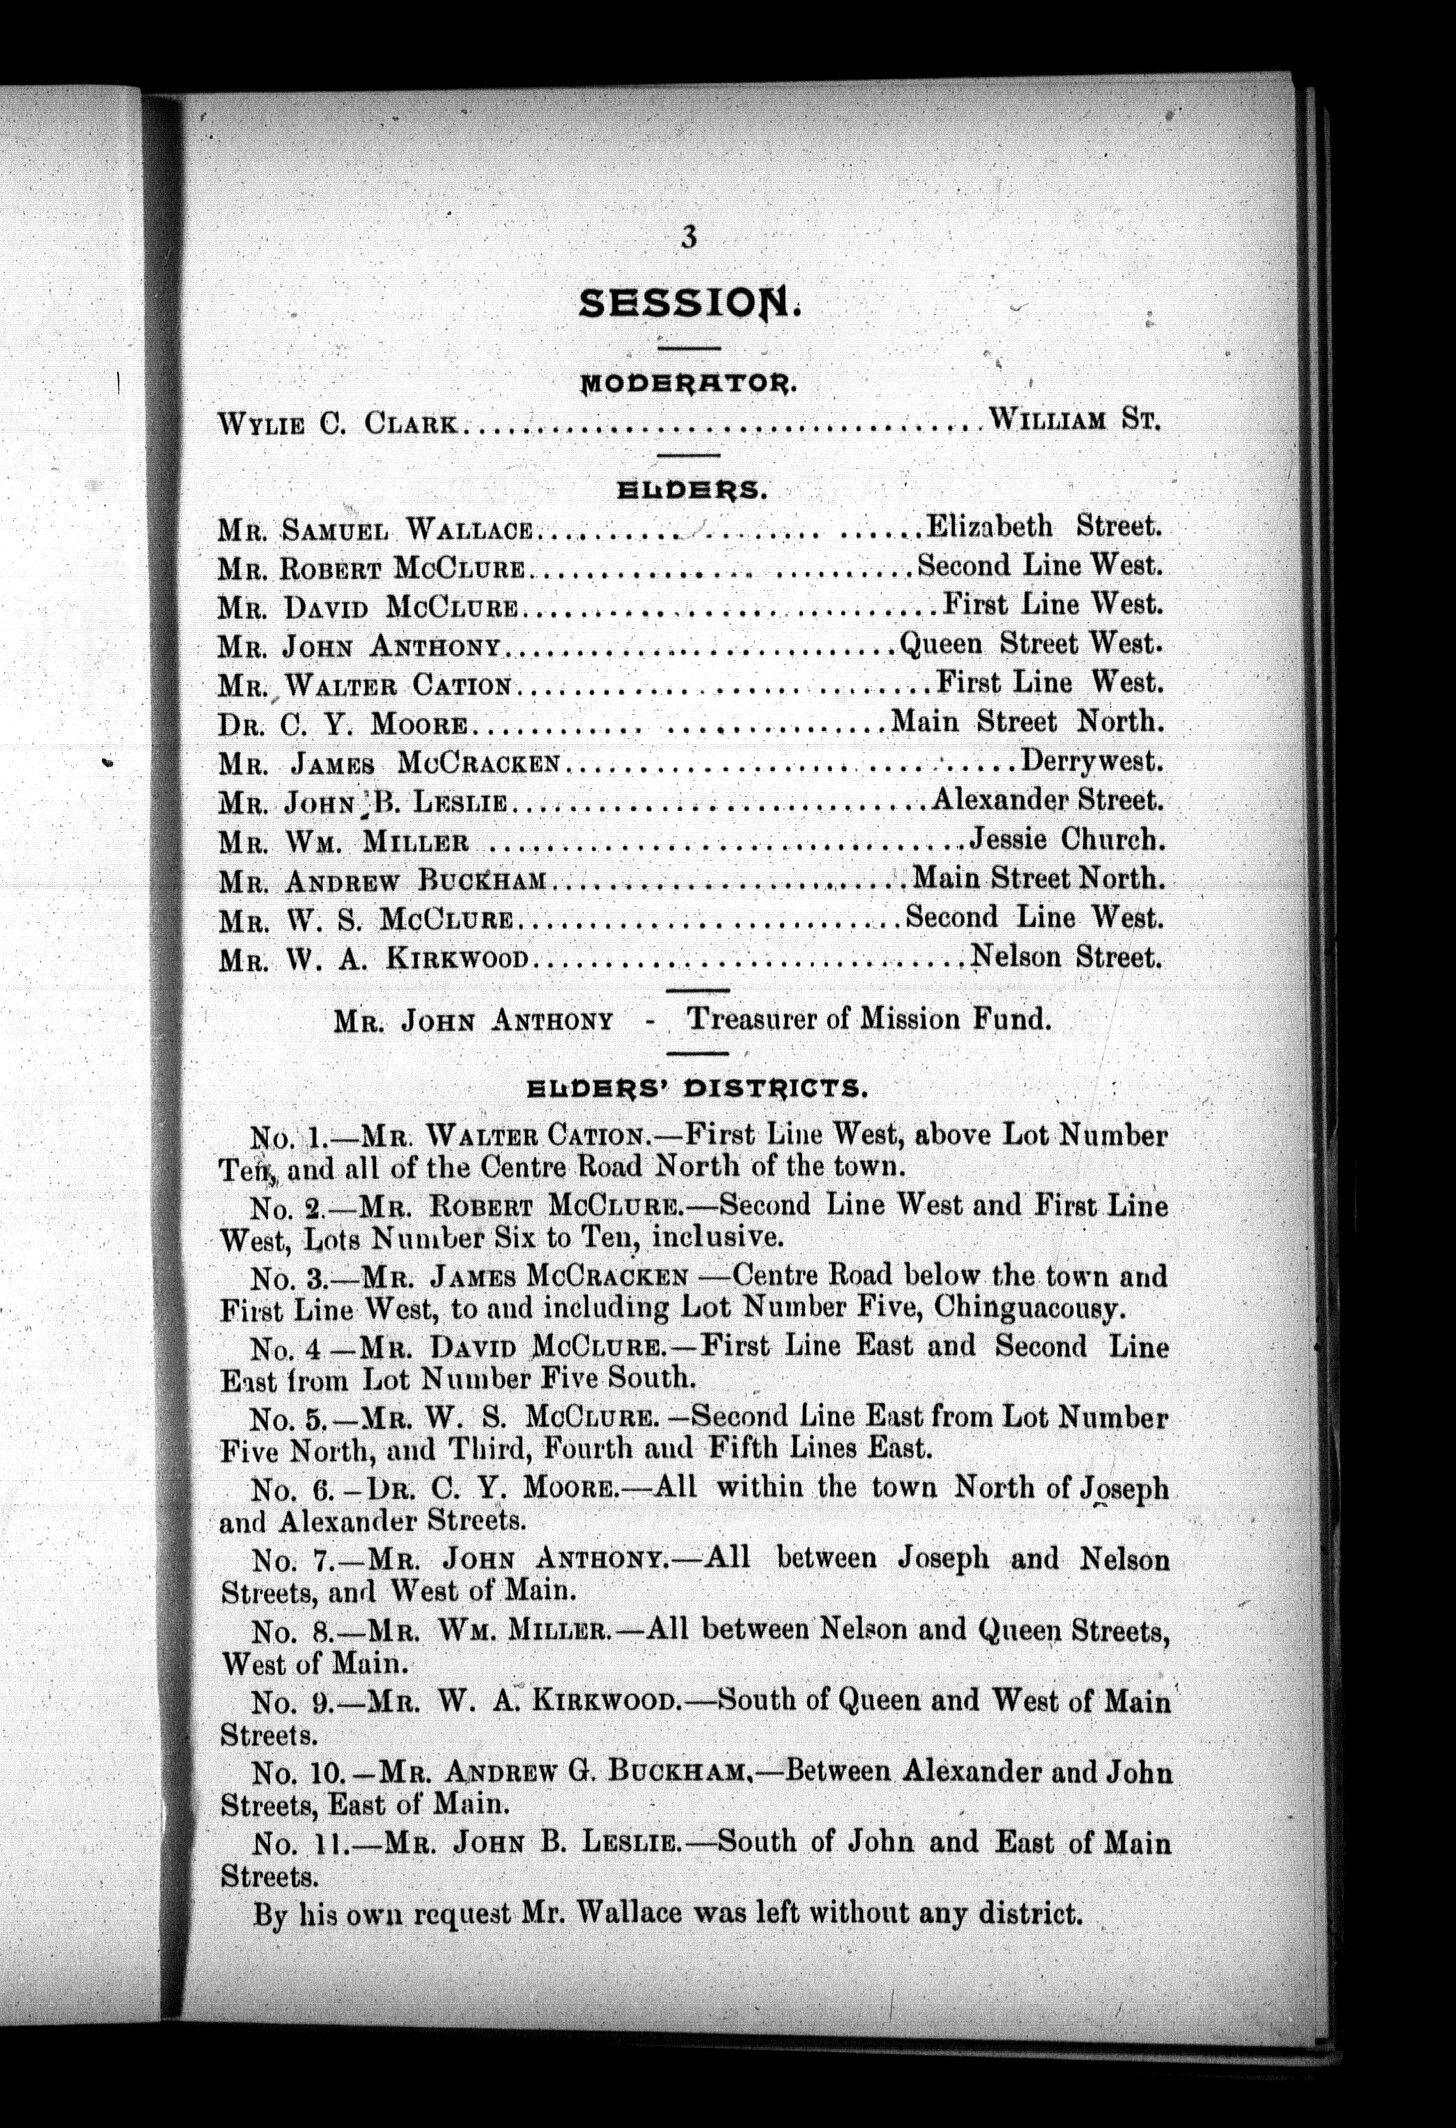 3
SESSION.
MODERATOR.
WYLIE C. CLARK....................................WILLIAM ST.
ELDERS.
MR. SAMUEL WALLACE.......... ........ ......Elizabeth Street.
MR. ROBERT MCCLURE................ ..........Second Line West.
MR. DAVID MCCLURE.............................First Line West.
MR. JOHN ANTHONY...........................Queen Street West.
MR. WALTER CATION.................... ........First Line West.
DR. C. Y. MOORE............ ...............Main Street North.
MR. JAMES MCCRACKEN...............................Derrywest.
MR. JOHN B. LESLIE.............................Alexander Street.
MR. WM. MILLER .................................Jessie Church.
MR. ANDREW BUCKHAM........................Main Street North.
MR. W. S. MCCLURE..........................Second Line West.
MR. W. A. KIRKWOOD..............................Nelson Street.
MR. JOHN ANTHONY - Treasurer of Mission Fund.
ELDERS' DISTRICTS.
No. 1.—MR. WALTER CATION.—First Line West, above Lot Number
Ten, and all of the Centre Road North of the town.
No. 2.—MR. ROBERT MCCLURE.—Second Line West and First Line
West, Lots Number Six to Ten, inclusive.
No. 3.—MR. JAMES MCCRACKEN —Centre Road below the town and
First Line West, to and including Lot Number Five, Chinguacousy.
No. 4 —MR. DAVID MCCLURE.—First Line East and Second Line
East from Lot Number Five South.
No. 5.—MR. W. S. MCCLURE.—Second Line East from Lot Number
Five North, and Third, Fourth and Fifth Lines East.
No. 6.—DR. C. Y. MOORE.—All within the town North of Joseph
and Alexander Streets.
No. 7.—MR. JOHN ANTHONY.—All between Joseph and Nelson
Streets, and West of Main.
No. 8.—MR. WM. MILLER.—All between Nelson and Queen Streets,
West of Main.
No. 9.—MR. W. A. KIRKWOOD.—South of Queen and West of Main
Streets.
No. 10.—MR. ANDREW G. BUCKHAM,—Between Alexander and John
Streets, East of Main.
No. 11.—MR. JOHN B. LESLIE.—South of John and East of Main
Streets.
By his own request Mr. Wallace was left without any district.